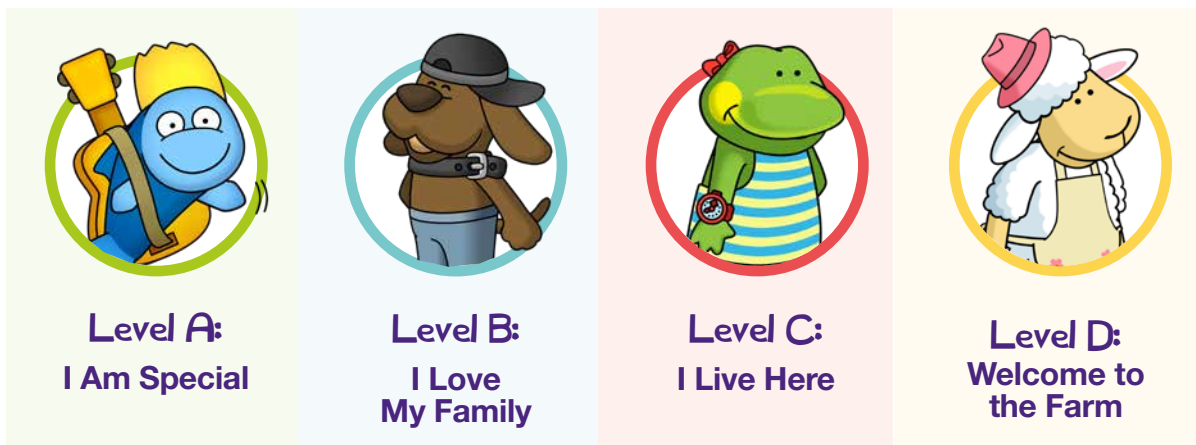 Level A:
I Am Special
Level B:
I Love
My Family
Level C:
I Live Here
Level D:
Welcome to
the Farm